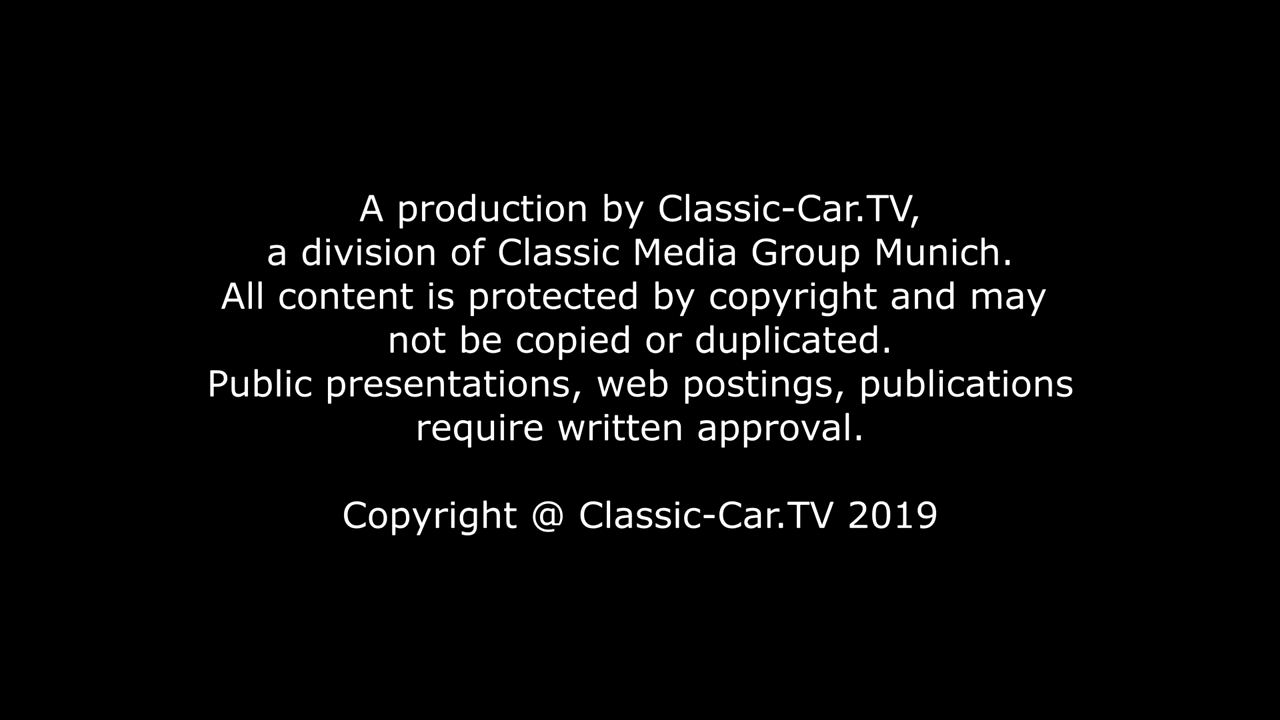 A production by Classic-Car.TV,
a division of Classic Media Group Munich.
All content is protected by copyright and may
not be copied or duplicated.
Public presentations, web postings, publications
require written approval.
Copyright @ Classic-Car.TV 2019